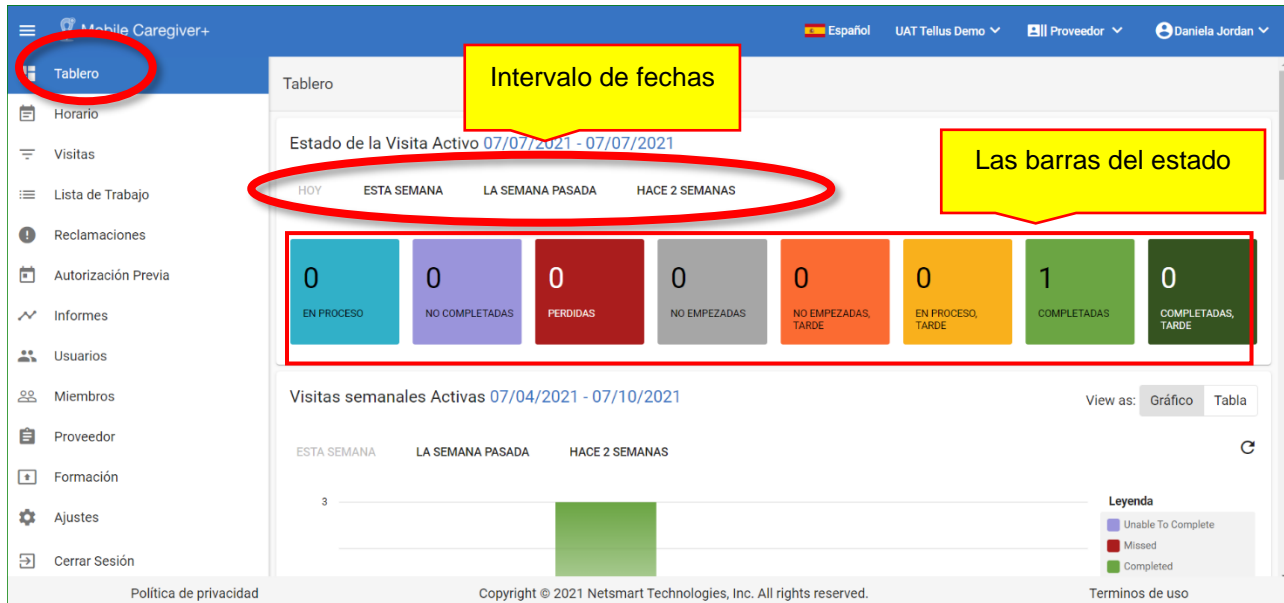 Mobile Caregiver+
Español
UAT Tellus Demo
Proveedor
Daniela Jordan
Tablero
Horario
Visitas
Lista de Trabajo
Reclamaciones
Autorización Previa
Informes
Usuarios
Miembros
Proveedor
Formación
Ajustes
Cerrar Sesión
Tablero
Intervalo de fechas
Estado de la Visita Activo 07/07/2021 - 07/07/2021
Las barras del estado
HOY ESTA SEMANA LA SEMANA PASADA HACE 2 SEMANAS
0
EN PROCESO
0
NO COMPLETADAS
0
PERDIDAS
0
NO EMPEZADAS
0
NO EMPEZADAS,
TARDE
0
EN PROCESO,
TARDE
1
COMPLETADAS
0
COMPLETADAS,
TARDE
Visitas semanales Activas 07/04/2021 - 07/10/2021
View as: Gráfico Tabla
ESTA SEMANA LA SEMANA PASADA HACE 2 SEMANAS
3
Leyenda
Unable To Complete
Missed
Completed
Política de privacidad
Copyright © 2021 Netsmart Technologies, Inc. All rights reserved.
Terminos de uso